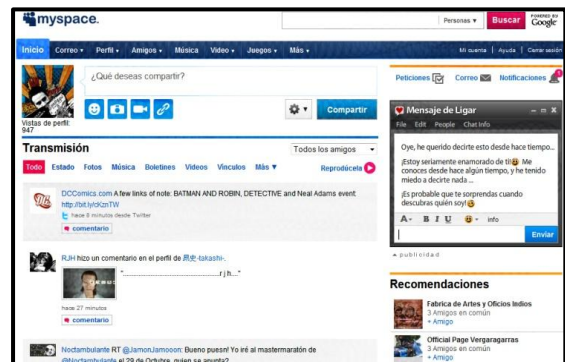 myspace.
Personas ▼ Buscar POWERED BY Google
Inicio Correo ▾ Perfil ▾ Amigos ▾ Música Video ▾ Juegos ▾ Más ▾ Mi cuenta | Ayuda | Cerrar sesión
¿Qué deseas compartir?
Compartir
Vistas de perfil:
947
Peticiones Correo Notificaciones
Transmisión Todos los amigos
Todo Estado Fotos Música Boletines Videos Vinculos Más ▼ Reprodúcela
DCComics.com A few links of note: BATMAN AND ROBIN, DETECTIVE and Neal Adams event.
http://bit.ly/cKznTW
hace 8 minutos desde Twitter
comentario
RJH hizo un comentario en el perfil de 昂史-takashi-.
hace 27 minutos
comentario
Noctambulante RT @JamonJamooon: Bueno puesn! Yo iré al mastermaratón de
@Noctambulante el 29 de Octubre, quien se apunta?
Mensaje de Ligar
File Edit People Chat Info
Oye, he querido decirte esto desde hace tiempo...
¡Estoy seriamente enamorado de ti! Me
conoces desde hace algún tiempo, y he tenido
miedo a decirte nada ...
¡Es probable que te sorprendas cuando
descubras quién soy!
A B I U info
Enviar
publicidad
Recomendaciones
Fabrica de Artes y Oficios Indios
3 Amigos en común
+ Amigo
Official Page Vergaragarras
3 Amigos en común
+ Amigo